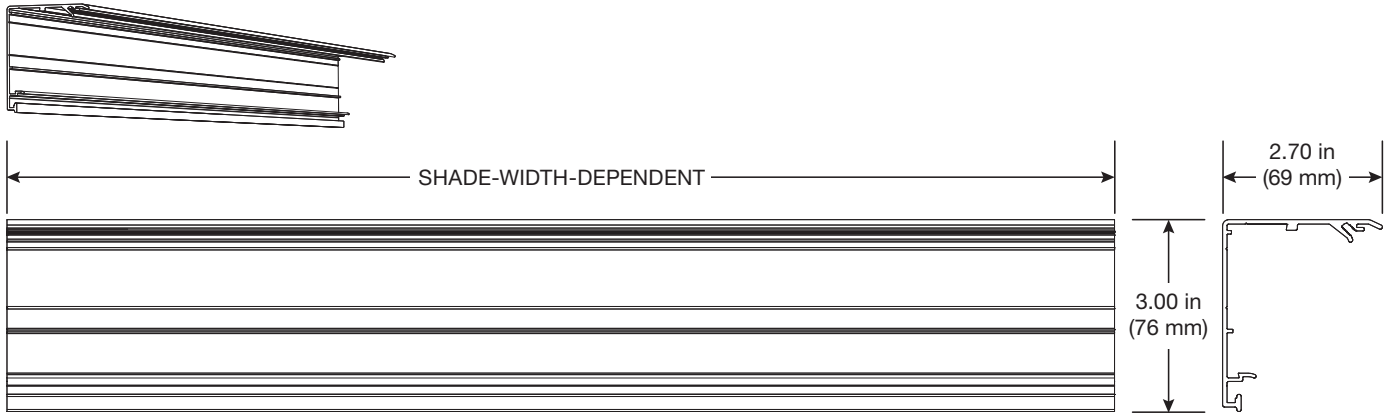 SHADE-WIDTH-DEPENDENT
2.70 in
(69 mm)
3.00 in
(76 mm)